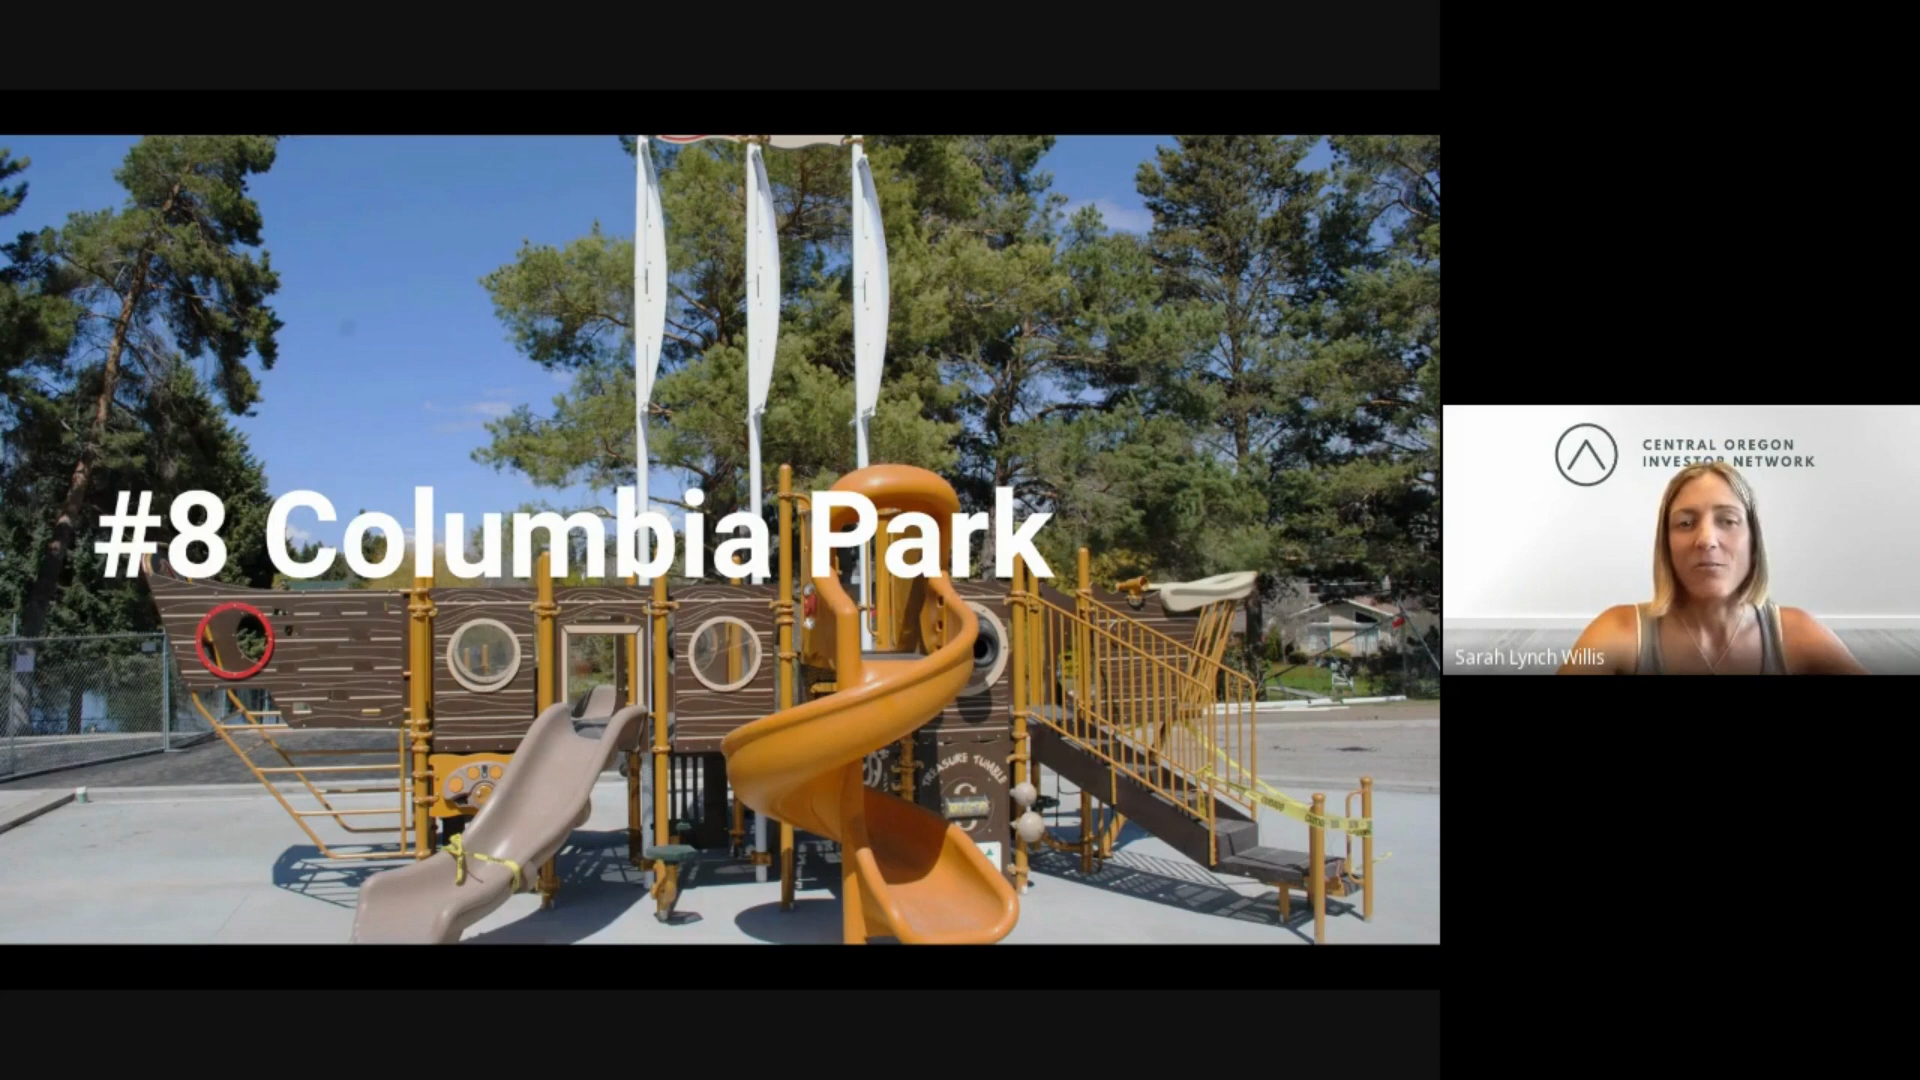 #8 Columbia Park
TREASURE TUMBLE
CENTRAL OREGON
INVESTOR NETWORK
Sarah Lynch Willis